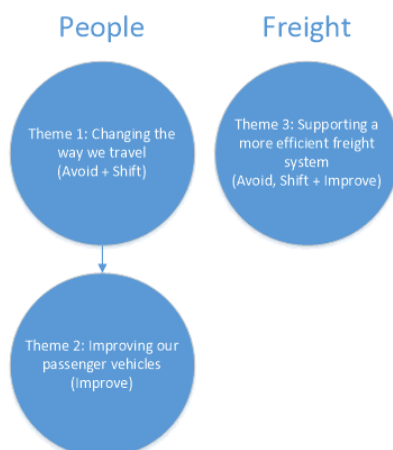 People
Freight
Theme 1: Changing the
way we travel
(Avoid + Shift)
Theme 3: Supporting a
more efficient freight
system
(Avoid, Shift + Improve)
Theme 2: Improving our
passenger vehicles
(Improve)